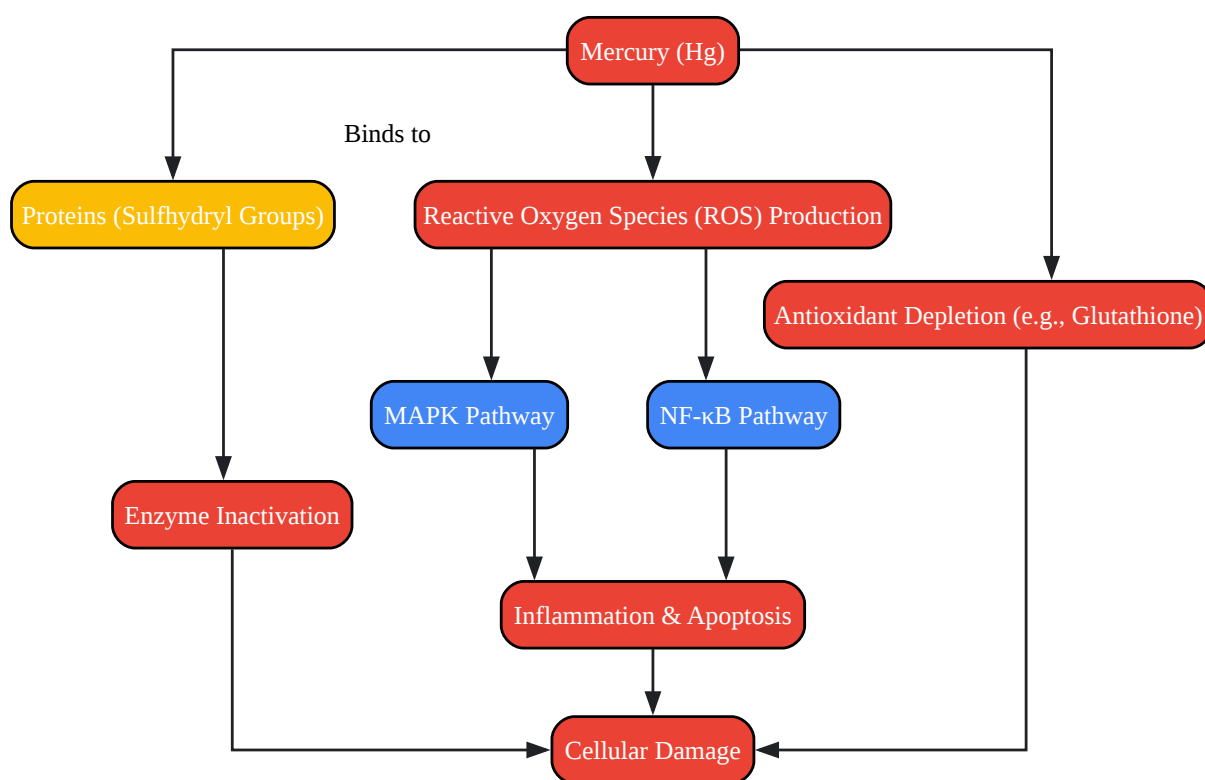 Mercury (Hg)
Binds to
Proteins (Sulfhydryl Groups)
Reactive Oxygen Species (ROS) Production
Antioxidant Depletion (e.g., Glutathione)
MAPK Pathway
NF-κB Pathway
Enzyme Inactivation
Inflammation & Apoptosis
Cellular Damage